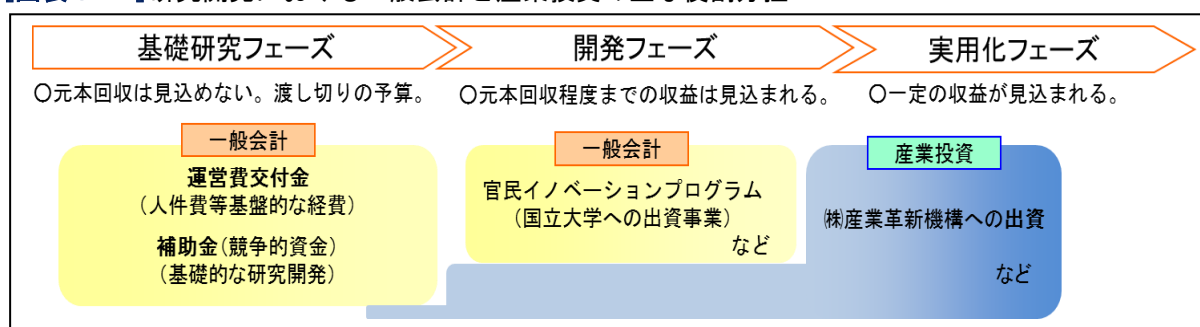 基礎研究フェーズ
開発フェーズ
実用化フェーズ
〇元本回収は見込めない。渡し切りの予算。
〇元本回収程度までの収益は見込まれる。
〇一定の収益が見込まれる。
一般会計
運営費交付金
（人件費等基盤的な経費）
補助金（競争的資金）
（基礎的な研究開発）
一般会計
官民イノベーションプログラム
（国立大学への出資事業）
など
産業投資
㈱産業革新機構への出資
など